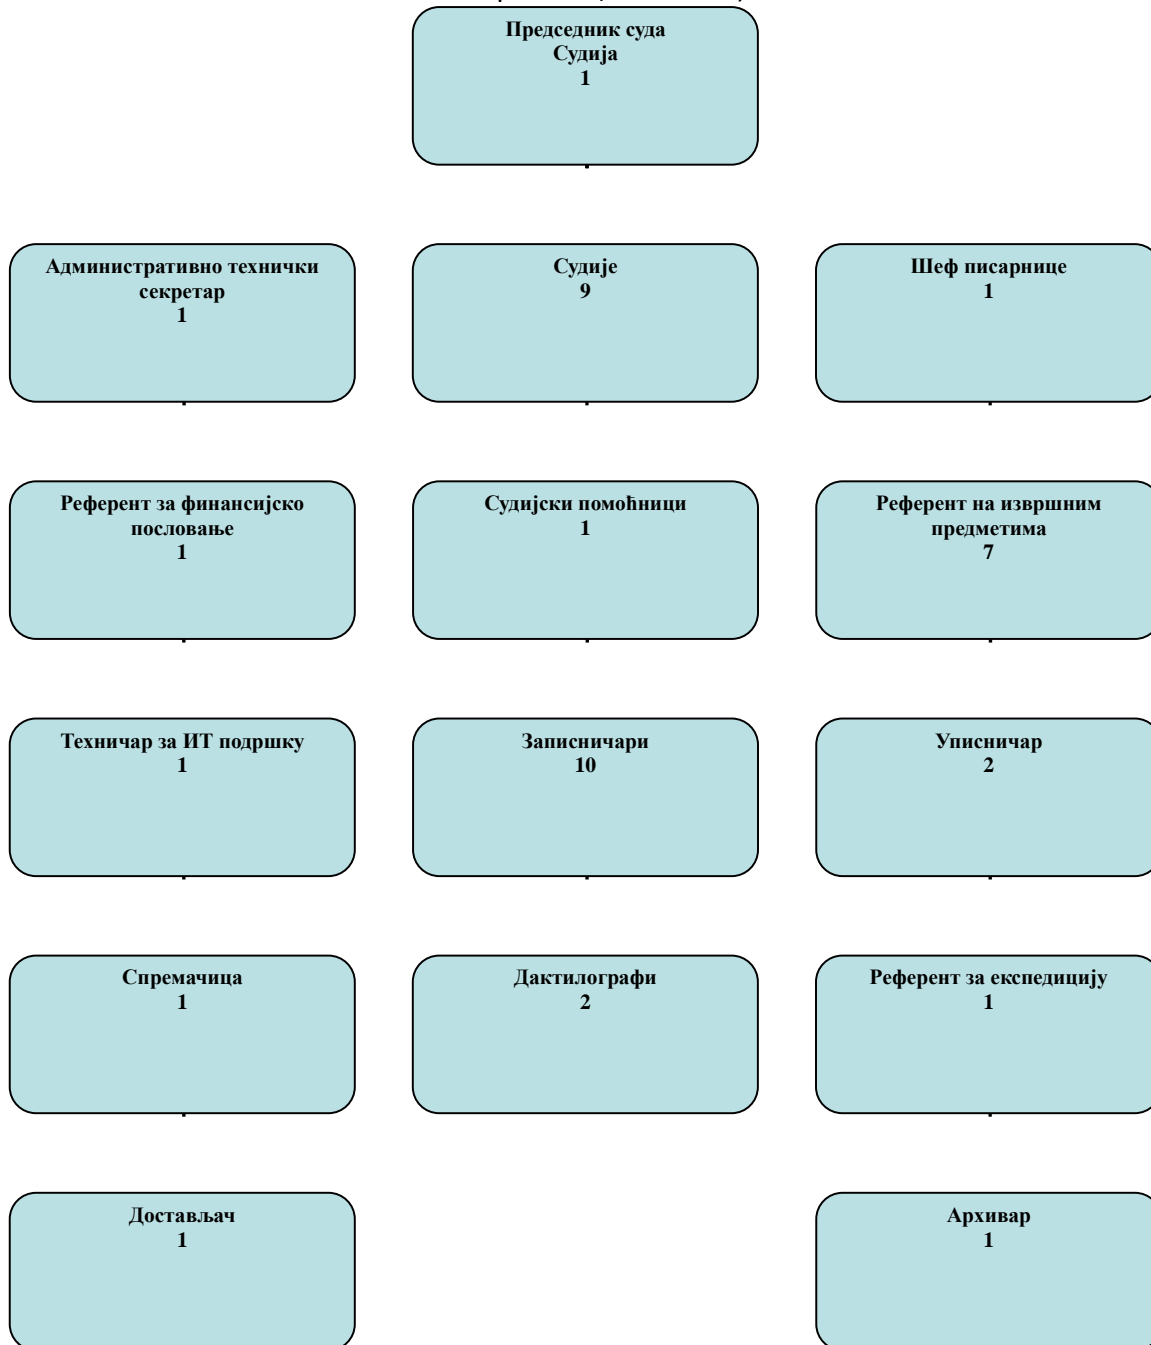 Председник суда
Судија
1
Административно технички
секретар
1
Судије
9
Шеф писарнице
1
Референт за финансијско
пословање
1
Судијски помоћници
1
Референт на извршним
предметима
7
Техничар за ИТ подршку
1
Записничари
10
Уписничар
2
Спремачица
1
Дактилографи
2
Референт за експедицију
1
Достављач
1
Архивар
1